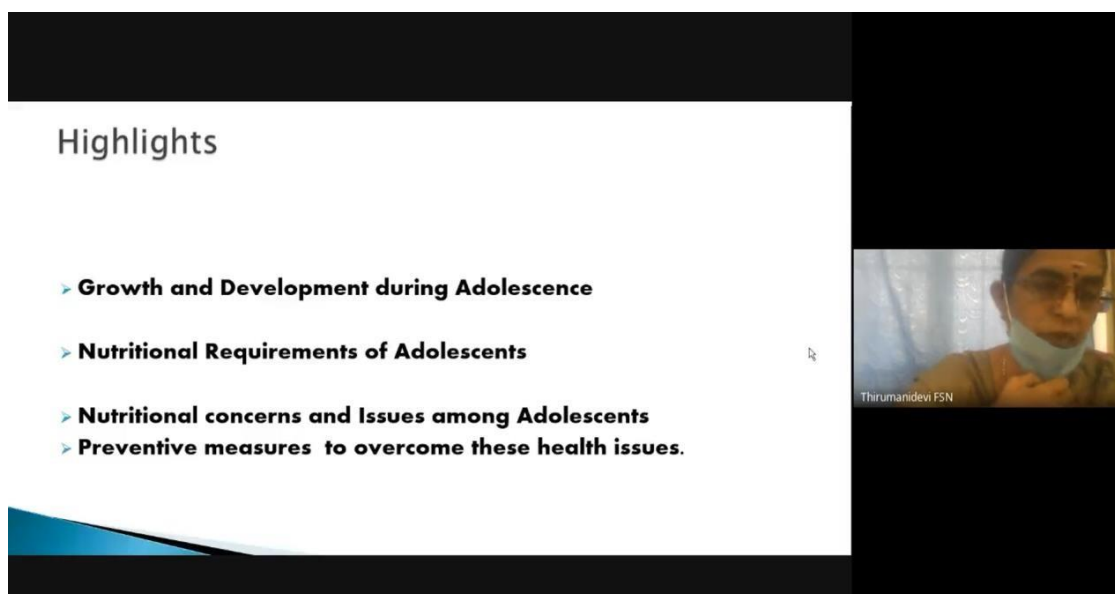 Highlights
Growth and Development during Adolescence
Nutritional Requirements of Adolescents
Nutritional concerns and Issues among Adolescents
Preventive measures  to overcome these health issues.
Thirumanidevi FSN